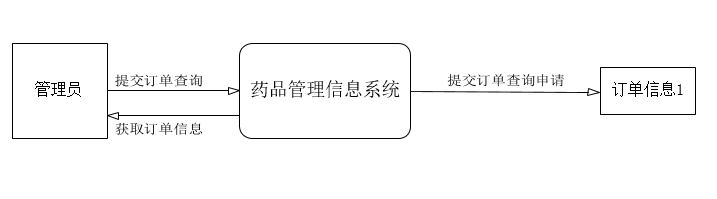 管理员
提交订单查询
获取订单信息
药品管理信息系统
提交订单查询申请
订单信息1